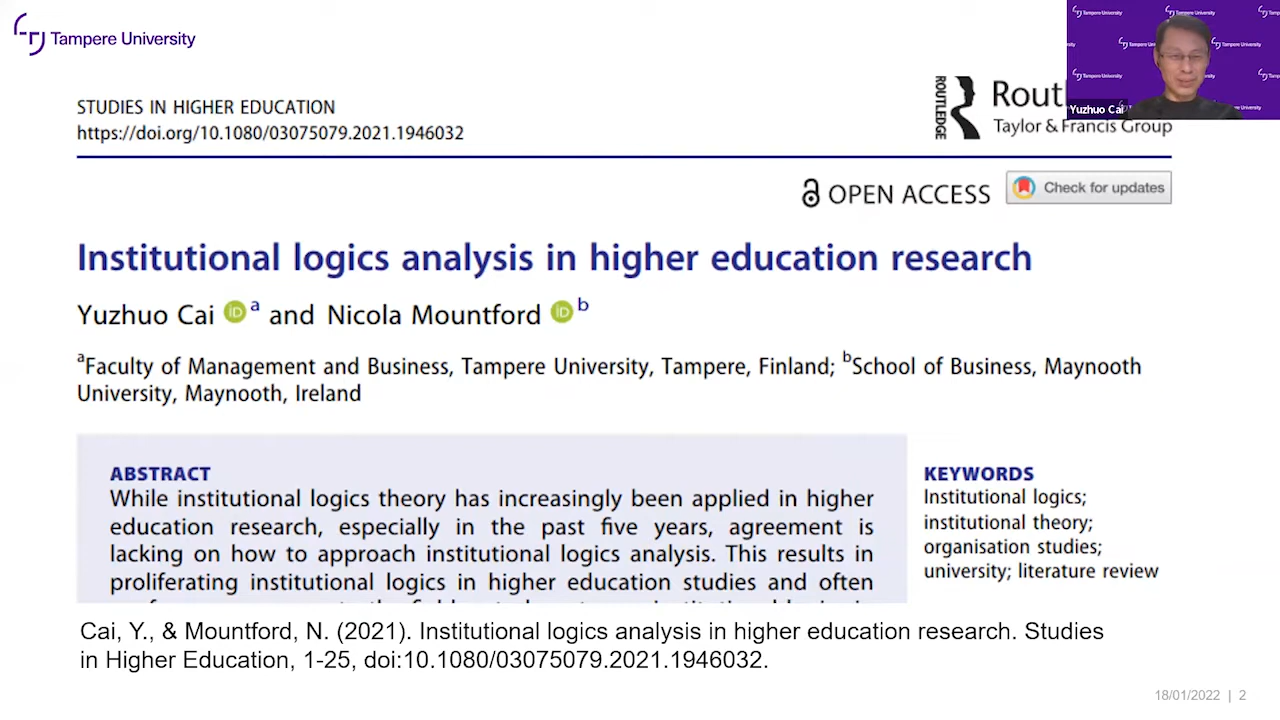 Tampere University
Yuzhuo Cai
STUDIES IN HIGHER EDUCATION
https://doi.org/10.1080/03075079.2021.1946032
ROUTLEDGE
Rout
Taylor & Francis Group
OPEN ACCESS
Check for updates
Institutional logics analysis in higher education research
Yuzhuo Cai iD a and Nicola Mountford iD b
aFaculty of Management and Business, Tampere University, Tampere, Finland; bSchool of Business, Maynooth
University, Maynooth, Ireland
ABSTRACT
While institutional logics theory has increasingly been applied in higher
education research, especially in the past five years, agreement is
lacking on how to approach institutional logics analysis. This results in
proliferating institutional logics in higher education studies and often
KEYWORDS
Institutional logics;
institutional theory;
organisation studies;
university; literature review
Cai, Y., & Mountford, N. (2021). Institutional logics analysis in higher education research. Studies
in Higher Education, 1-25, doi:10.1080/03075079.2021.1946032.
18/01/2022 | 2